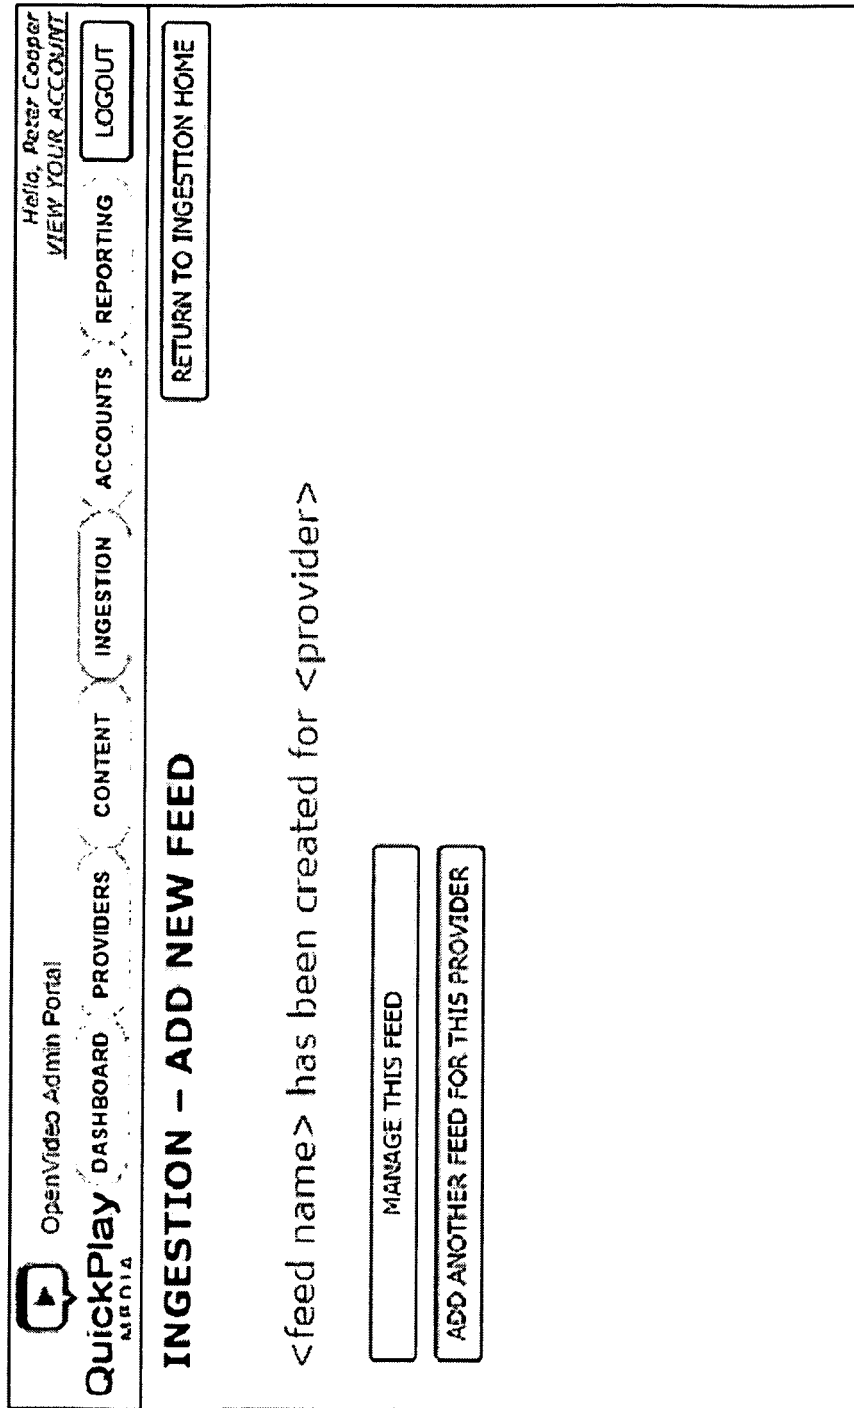 OpenVideo Admin Portal
Hello, Peter Cooper
VIEW YOUR ACCOUNT
QuickPlay
MEDIA
DASHBOARD PROVIDERS CONTENT INGESTION ACCOUNTS REPORTING LOGOUT
INGESTION – ADD NEW FEED
RETURN TO INGESTION HOME
<feed name> has been created for <provider>
MANAGE THIS FEED
ADD ANOTHER FEED FOR THIS PROVIDER